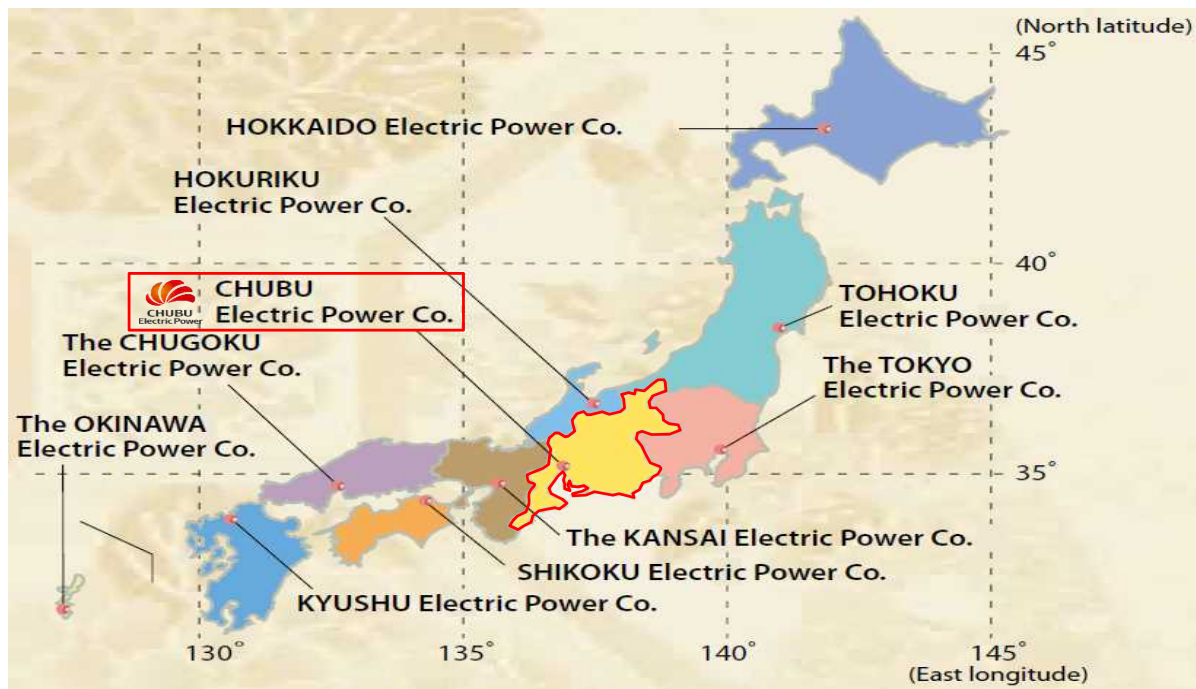 (North latitude)
45°
HOKKAIDO Electric Power Co.
HOKURIKU
Electric Power Co.
40°
CHUBU
Electric Power Co.
CHUBU
Electric Power
TOHOKU
Electric Power Co.
The CHUGOKU
Electric Power Co.
The TOKYO
Electric Power Co.
The OKINAWA
Electric Power Co.
35°
The KANSAI Electric Power Co.
SHIKOKU Electric Power Co.
KYUSHU Electric Power Co.
130°
135°
140°
145°
(East longitude)